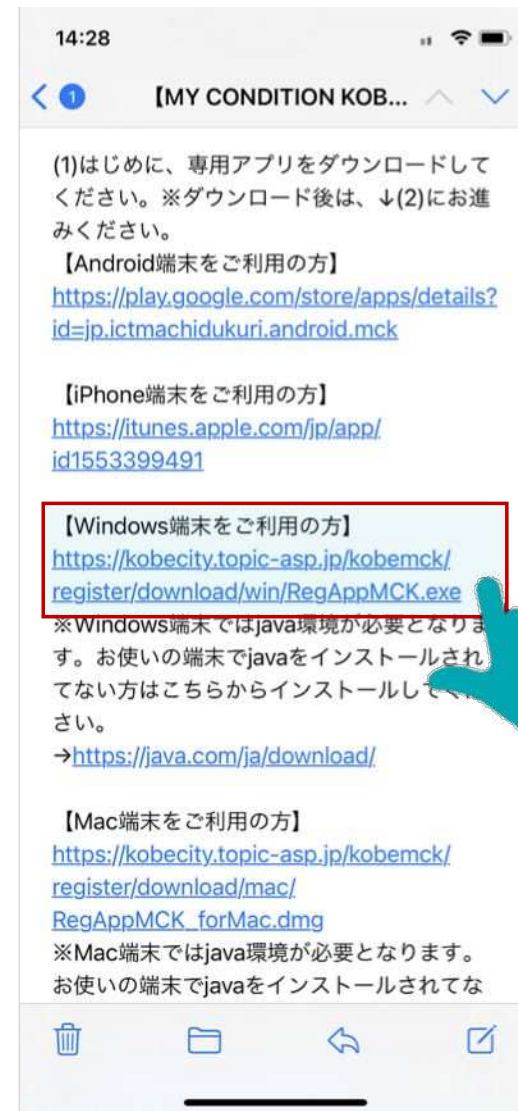 14:28
1
【MY CONDITION KOB...
(1)はじめに、専用アプリをダウンロードして
ください。※ダウンロード後は、↓(2)にお進
みください。
【Android端末をご利用の方】
https://play.google.com/store/apps/details?
id=jp.ictmachidukuri.android.mck
【iPhone端末をご利用の方】
https://itunes.apple.com/jp/app/
id1553399491
【Windows端末をご利用の方】
https://kobecity.topic-asp.jp/kobemck/
register/download/win/RegAppMCK.exe
※Windows端末ではjava環境が必要となりま
す。お使いの端末でjavaをインストールされ
てない方はこちらからインストールしてくだ
さい。
→https://java.com/ja/download/
【Mac端末をご利用の方】
https://kobecity.topic-asp.jp/kobemck/
register/download/mac/
RegAppMCK_forMac.dmg
※Mac端末ではjava環境が必要となります。
お使いの端末でjavaをインストールされてな